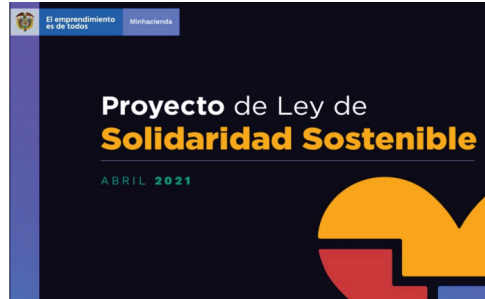 El emprendimiento
es de todos
Minhacienda
Proyecto de Ley de
Solidaridad Sostenible
ABRIL 2021